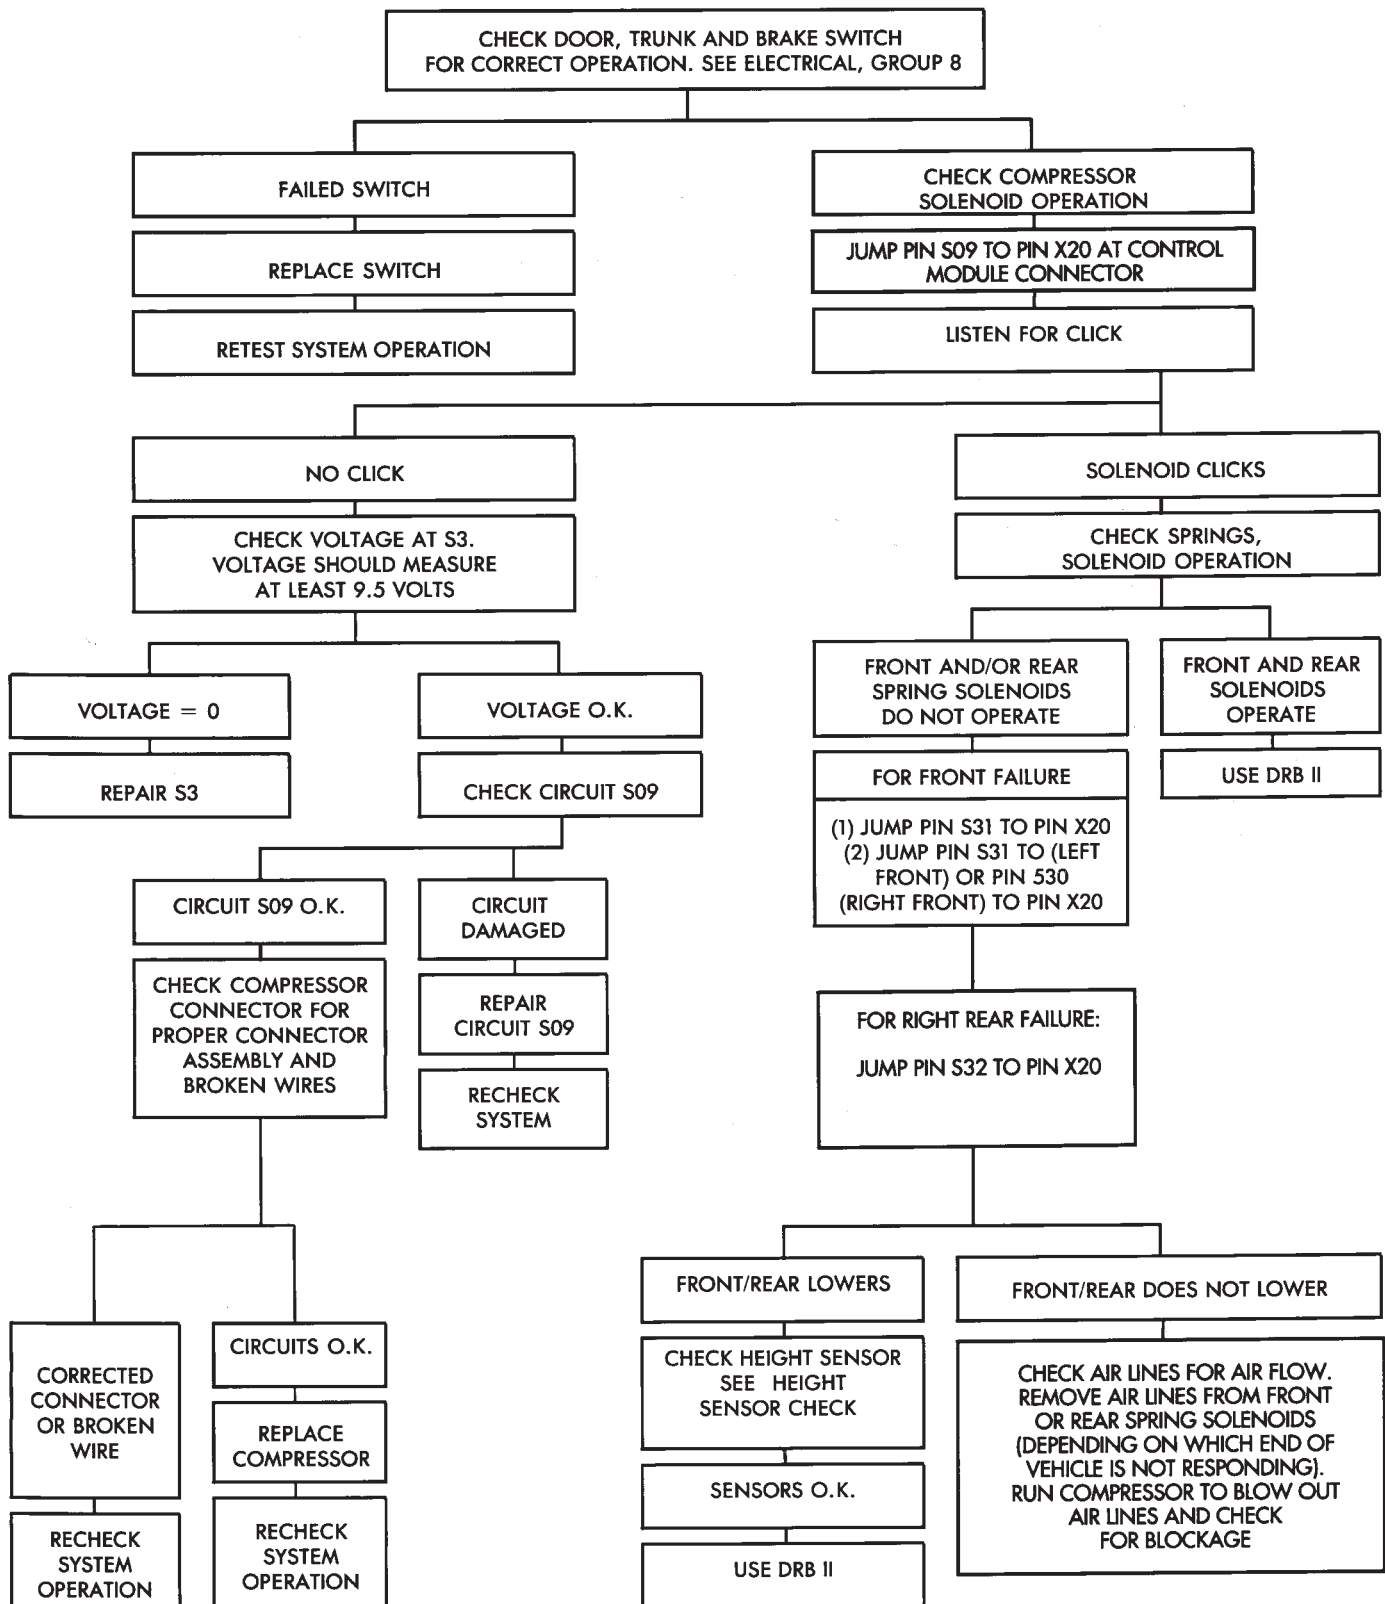 CHECK DOOR, TRUNK AND BRAKE SWITCH
FOR CORRECT OPERATION. SEE ELECTRICAL, GROUP 8
FAILED SWITCH
REPLACE SWITCH
RETEST SYSTEM OPERATION
CHECK COMPRESSOR
SOLENOID OPERATION
JUMP PIN S09 TO PIN X20 AT CONTROL
MODULE CONNECTOR
LISTEN FOR CLICK
NO CLICK
CHECK VOLTAGE AT S3.
VOLTAGE SHOULD MEASURE
AT LEAST 9.5 VOLTS
VOLTAGE = 0
REPAIR S3
VOLTAGE O.K.
CHECK CIRCUIT S09
CIRCUIT S09 O.K.
CHECK COMPRESSOR
CONNECTOR FOR
PROPER CONNECTOR
ASSEMBLY AND
BROKEN WIRES
CIRCUIT
DAMAGED
REPAIR
CIRCUIT S09
RECHECK
SYSTEM
CORRECTED
CONNECTOR
OR BROKEN
WIRE
RECHECK
SYSTEM
OPERATION
CIRCUITS O.K.
REPLACE
COMPRESSOR
RECHECK
SYSTEM
OPERATION
SOLENOID CLICKS
CHECK SPRINGS,
SOLENOID OPERATION
FRONT AND/OR REAR
SPRING SOLENOIDS
DO NOT OPERATE
FOR FRONT FAILURE
(1) JUMP PIN S31 TO PIN X20
(2) JUMP PIN S31 TO (LEFT
FRONT) OR PIN 530
(RIGHT FRONT) TO PIN X20
FRONT AND REAR
SOLENOIDS
OPERATE
USE DRB II
FOR RIGHT REAR FAILURE:
JUMP PIN S32 TO PIN X20
FRONT/REAR LOWERS
CHECK HEIGHT SENSOR
SEE HEIGHT
SENSOR CHECK
SENSORS O.K.
USE DRB II
FRONT/REAR DOES NOT LOWER
CHECK AIR LINES FOR AIR FLOW.
REMOVE AIR LINES FROM FRONT
OR REAR SPRING SOLENOIDS
(DEPENDING ON WHICH END OF
VEHICLE IS NOT RESPONDING).
RUN COMPRESSOR TO BLOW OUT
AIR LINES AND CHECK
FOR BLOCKAGE